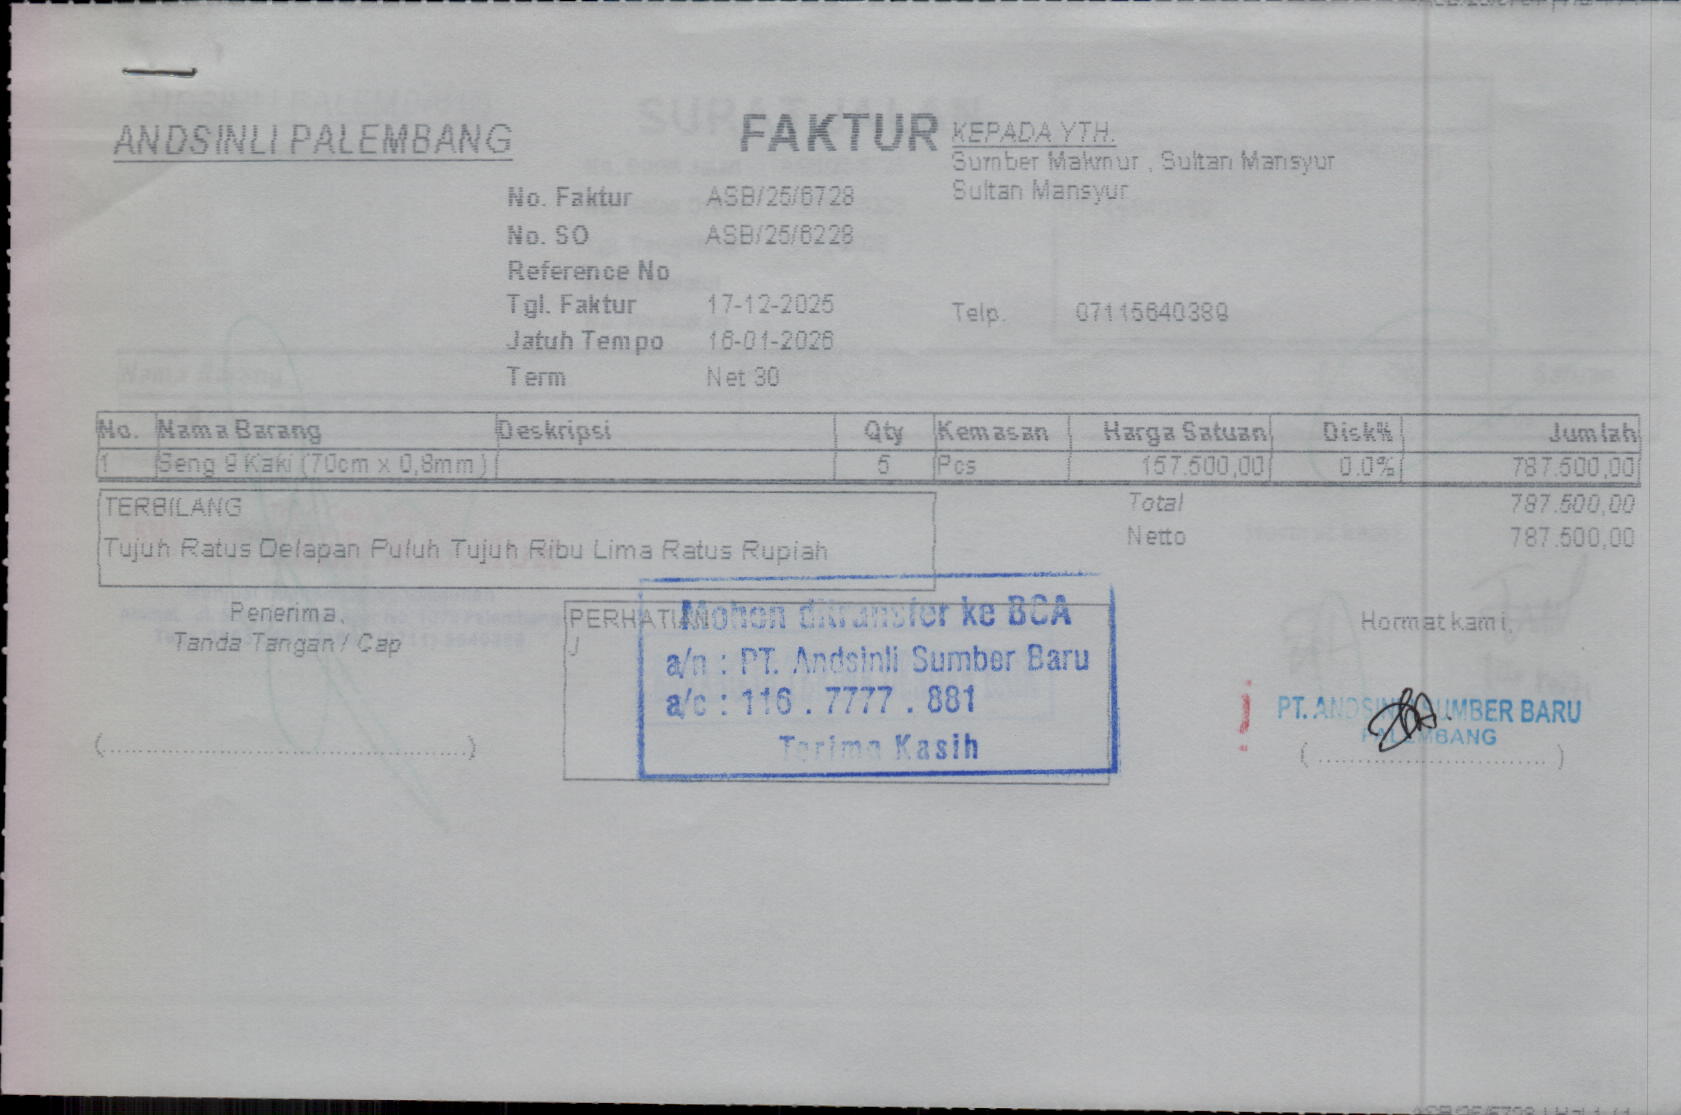 ANDSINLI PALEMBANG
FAKTUR
KEPADA YTH.
Sumber Makmur , Sultan Mansyur
Sultan Mansyur
No. Faktur ASB/25/6728
No. SO ASB/25/6228
Reference No
Tgl. Faktur 17-12-2025
Telp. 07115640389
Jatuh Tempo 16-01-2026
Term Net 30
No. Nama Barang Deskripsi Qty Kemasan Harga Satuan Disk% Jumlah
1 Seng 9 Kaki (70cm x 0,8mm) 5 Pcs 157.500,00 0.0% 787.500,00
TERBILANG
Total 787.500,00
Netto 787.500,00
Tujuh Ratus Delapan Puluh Tujuh Ribu Lima Ratus Rupiah
Penerima,
Tanda Tangan / Cap
PERHATIAN
Mohon ditransfer ke BCA
a/n : PT. Andsinli Sumber Baru
a/c : 116 . 7777 . 881
Terima Kasih
Hormat kami,
PT. ANDSINLI SUMBER BARU
PALEMBANG